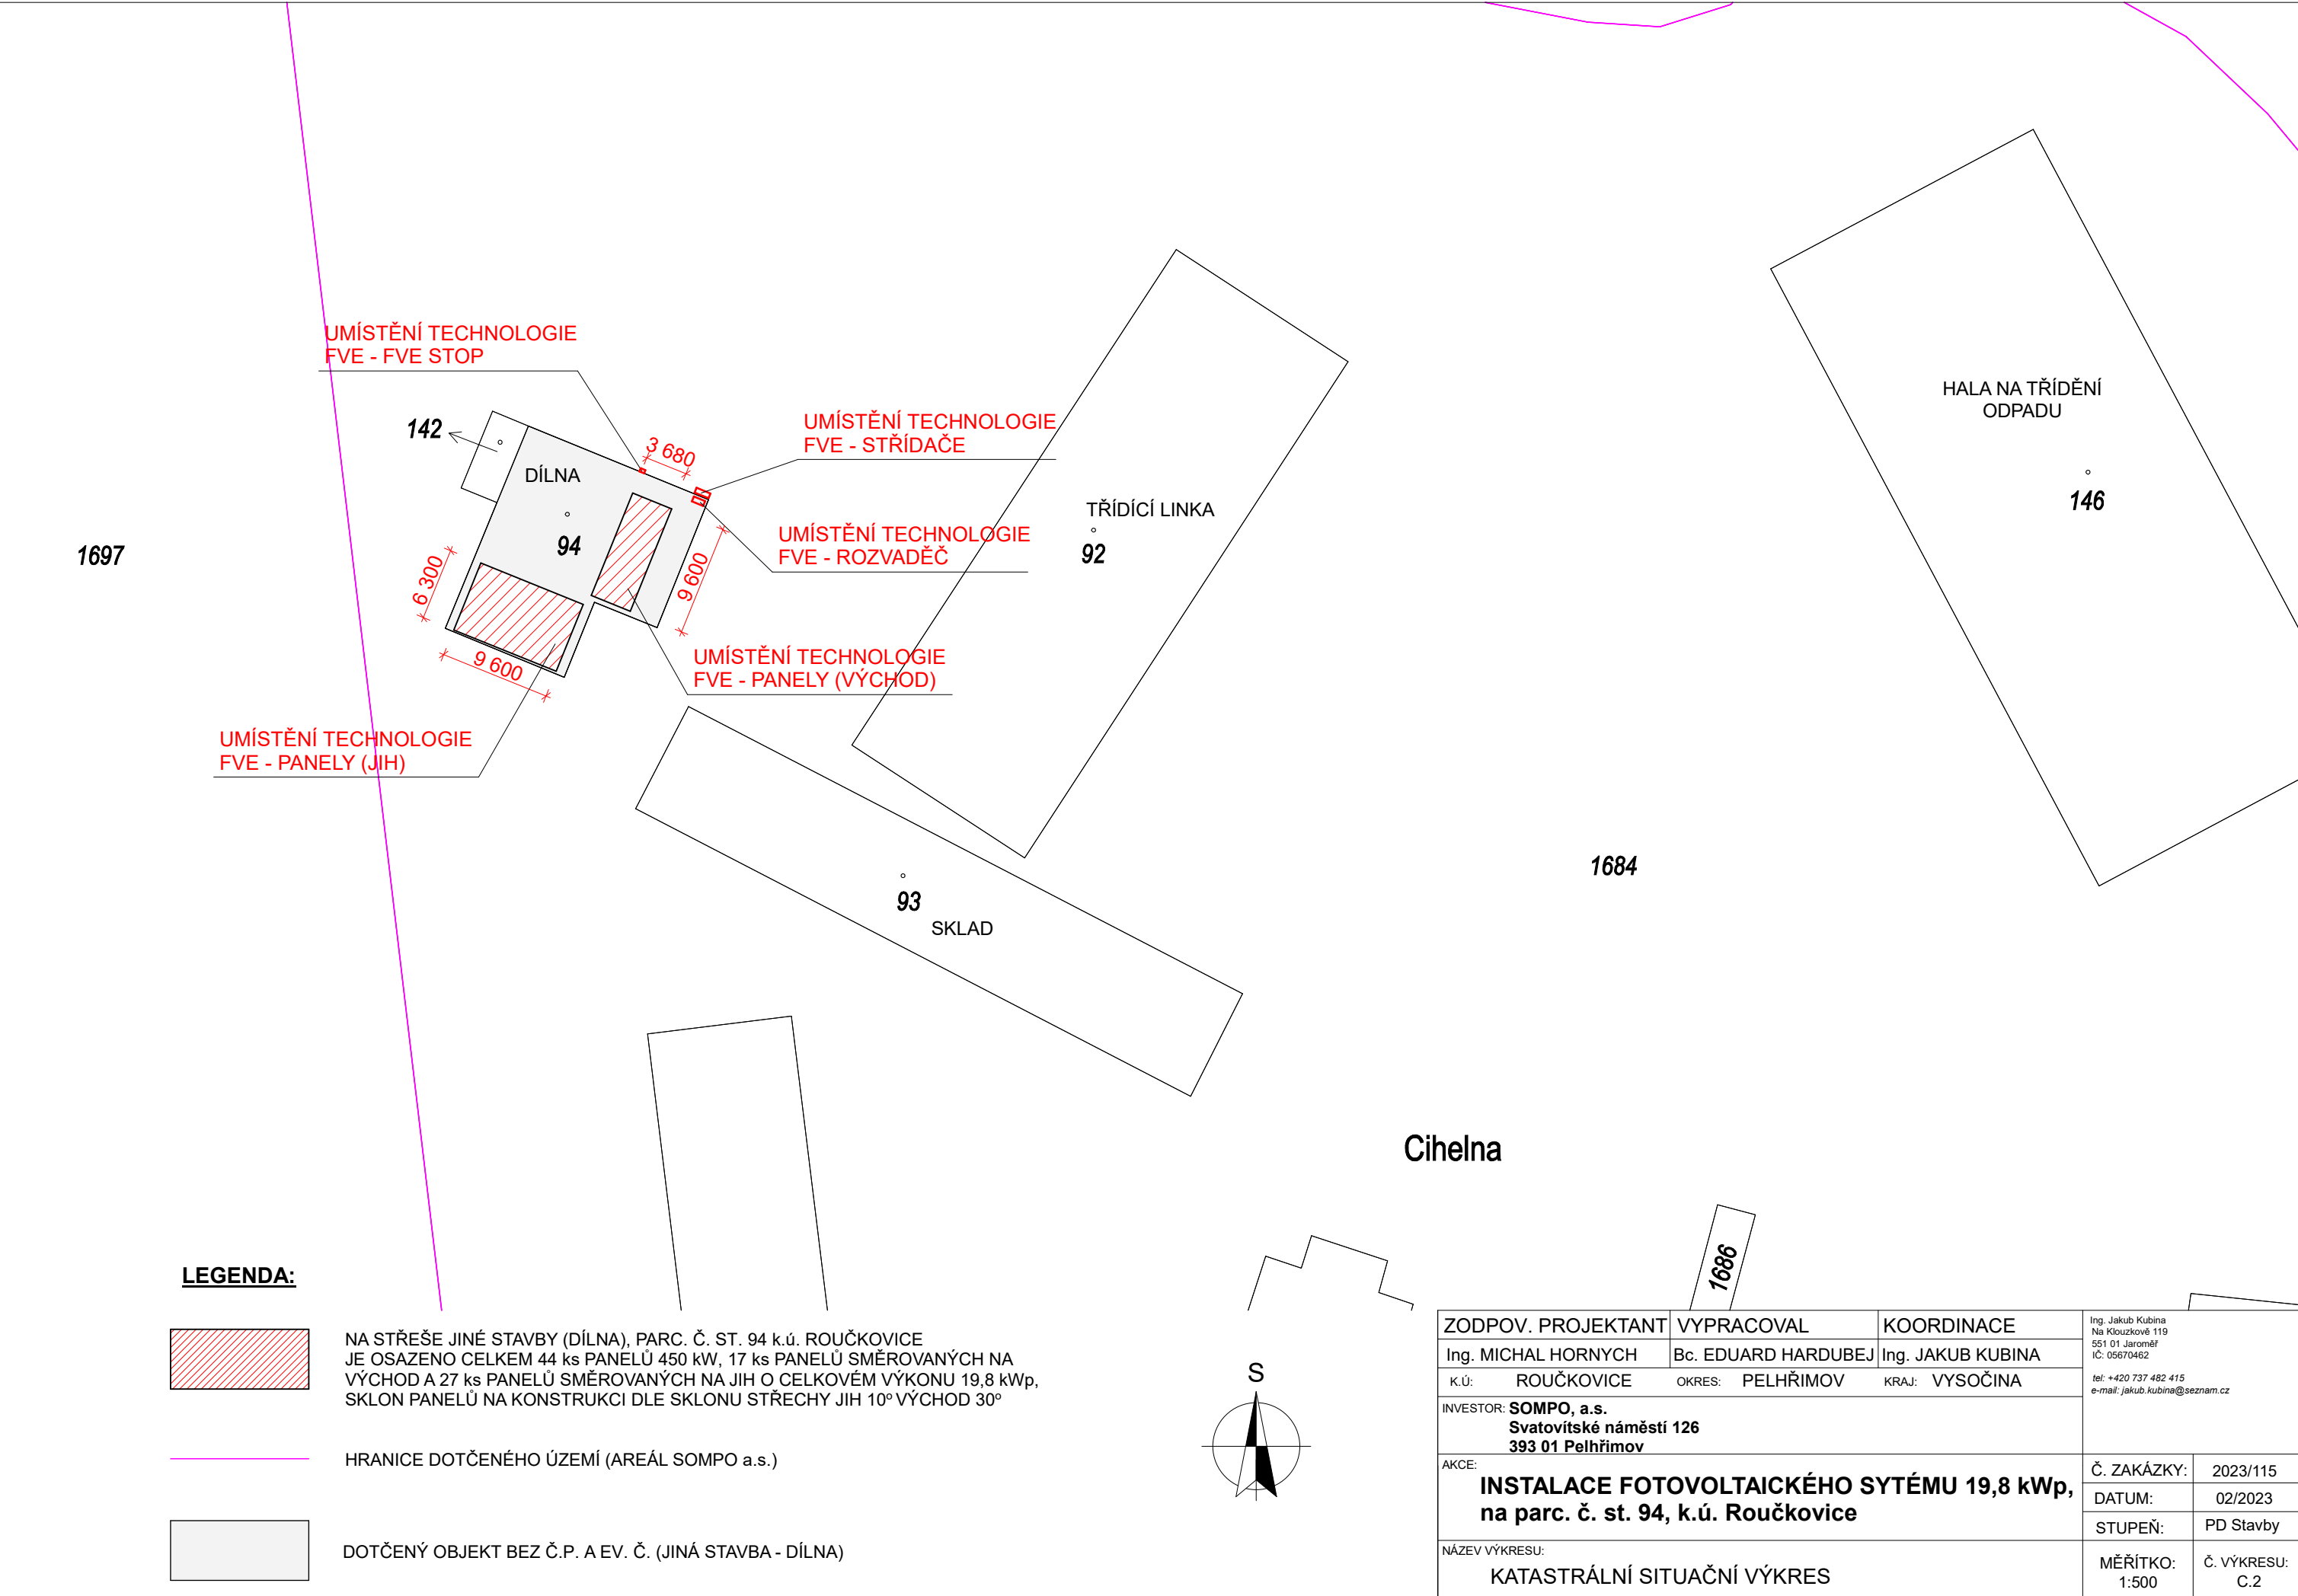 UMÍSTĚNÍ TECHNOLOGIE
FVE - FVE STOP
142
DÍLNA
3 680
UMÍSTĚNÍ TECHNOLOGIE
FVE - STŘÍDAČE
HALA NA TŘÍDĚNÍ
ODPADU
146
TŘÍDÍCÍ LINKA
92
1697
94
UMÍSTĚNÍ TECHNOLOGIE
FVE - ROZVADĚČ
6 300
9 600
9 600
UMÍSTĚNÍ TECHNOLOGIE
FVE - PANELY (VÝCHOD)
UMÍSTĚNÍ TECHNOLOGIE
FVE - PANELY (JIH)
1684
93
SKLAD
Cihelna
1686
LEGENDA:
NA STŘEŠE JINÉ STAVBY (DÍLNA), PARC. Č. ST. 94 k.ú. ROUČKOVICE
JE OSAZENO CELKEM 44 ks PANELŮ 450 kW, 17 ks PANELŮ SMĚROVANÝCH NA
VÝCHOD A 27 ks PANELŮ SMĚROVANÝCH NA JIH O CELKOVÉM VÝKONU 19,8 kWp,
SKLON PANELŮ NA KONSTRUKCI DLE SKLONU STŘECHY JIH 10º VÝCHOD 30º
HRANICE DOTČENÉHO ÚZEMÍ (AREÁL SOMPO a.s.)
DOTČENÝ OBJEKT BEZ Č.P. A EV. Č. (JINÁ STAVBA - DÍLNA)
S
ZODPOV. PROJEKTANT VYPRACOVAL KOORDINACE
Ing. MICHAL HORNYCH Bc. EDUARD HARDUBEJ Ing. JAKUB KUBINA
K.Ú: ROUČKOVICE OKRES: PELHŘIMOV KRAJ: VYSOČINA
INVESTOR: SOMPO, a.s.
Svatovítské náměstí 126
393 01 Pelhřimov
Ing. Jakub Kubina
Na Klouzkově 119
551 01 Jaroměř
IČ: 05670462
tel: +420 737 482 415
e-mail: jakub.kubina@seznam.cz
AKCE:
INSTALACE FOTOVOLTAICKÉHO SYTÉMU 19,8 kWp,
na parc. č. st. 94, k.ú. Roučkovice
Č. ZAKÁZKY: 2023/115
DATUM: 02/2023
STUPEŇ: PD Stavby
NÁZEV VÝKRESU:
KATASTRÁLNÍ SITUAČNÍ VÝKRES
MĚŘÍTKO:
1:500
Č. VÝKRESU:
C.2